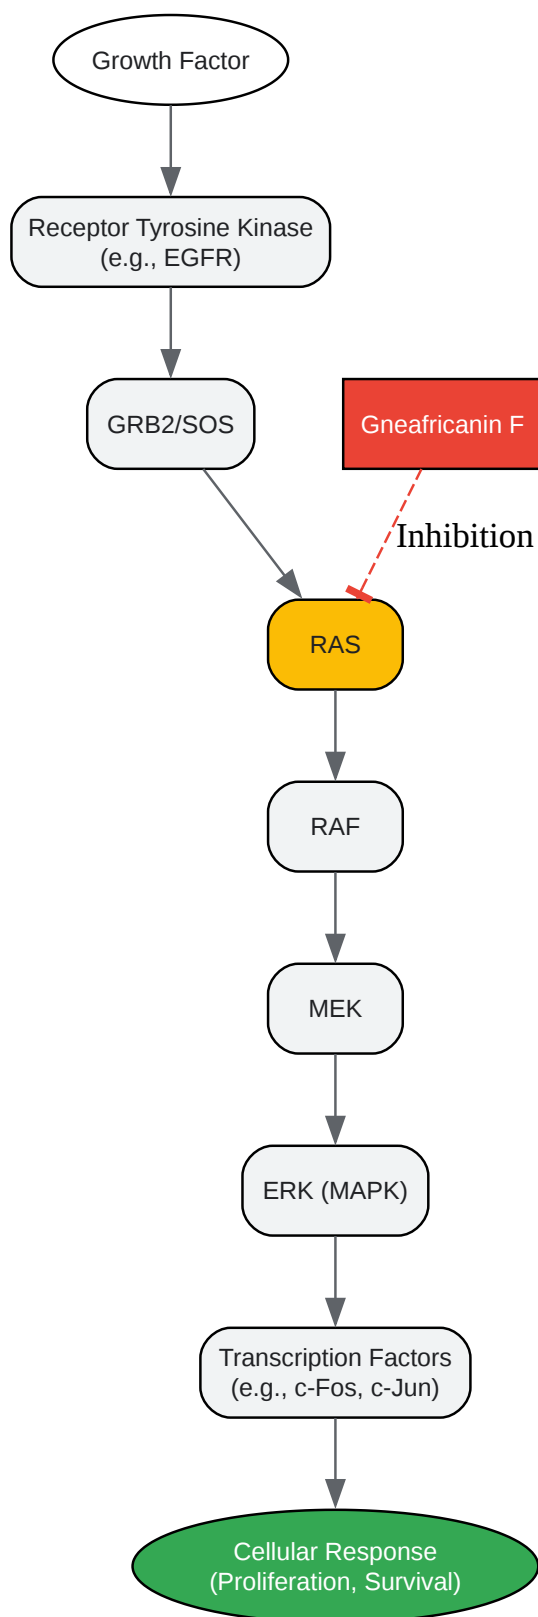 Growth Factor
Receptor Tyrosine Kinase
(e.g., EGFR)
GRB2/SOS
Gneafricanin F
Inhibition
RAS
RAF
MEK
ERK (MAPK)
Transcription Factors
(e.g., c-Fos, c-Jun)
Cellular Response
(Proliferation, Survival)